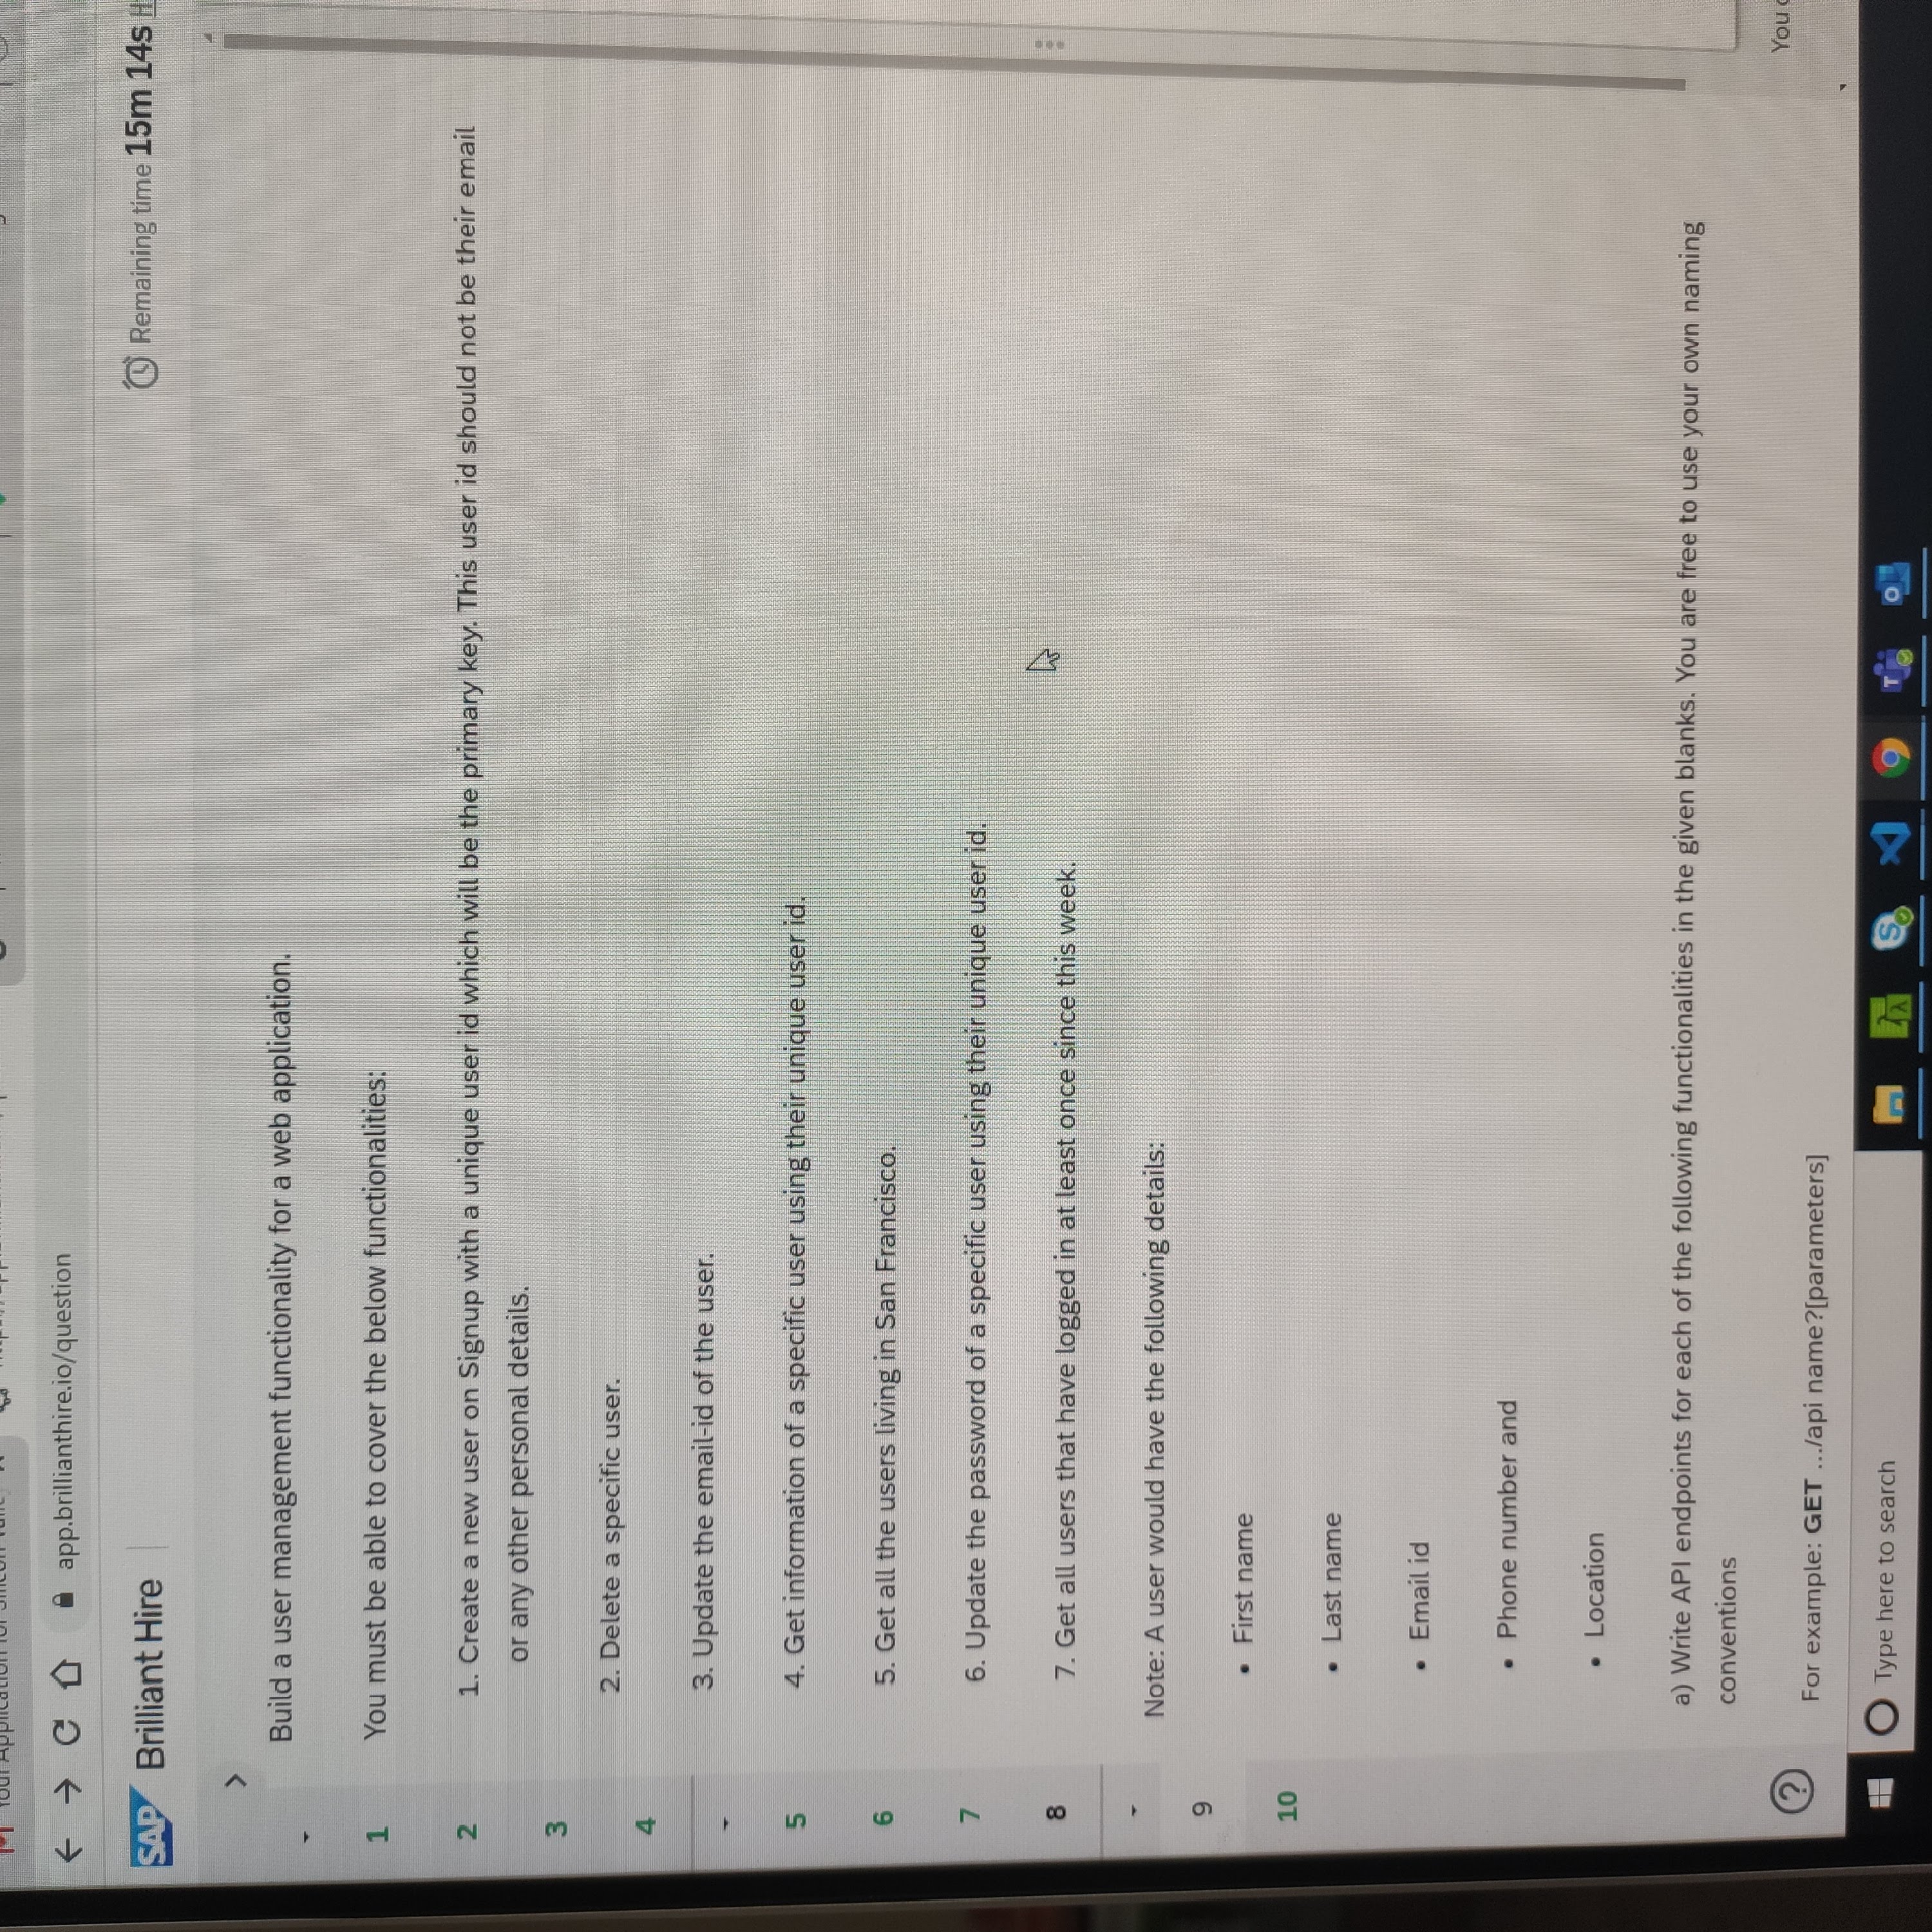 app.brillianthire.io/question
SAP Brilliant Hire
Remaining time 15m 14s
Build a user management functionality for a web application.
1
You must be able to cover the below functionalities:
2
1. Create a new user on Signup with a unique user id which will be the primary key. This user id should not be their email
or any other personal details.
3
2. Delete a specific user.
4
3. Update the email-id of the user.
5
4. Get information of a specific user using their unique user id.
6
5. Get all the users living in San Francisco.
7
6. Update the password of a specific user using their unique user id.
8
7. Get all users that have logged in at least once since this week.
Note: A user would have the following details:
9
• First name
10
• Last name
• Email id
• Phone number and
• Location
a) Write API endpoints for each of the following functionalities in the given blanks. You are free to use your own naming
conventions
You
For example: GET .../api name?[parameters]
Type here to search